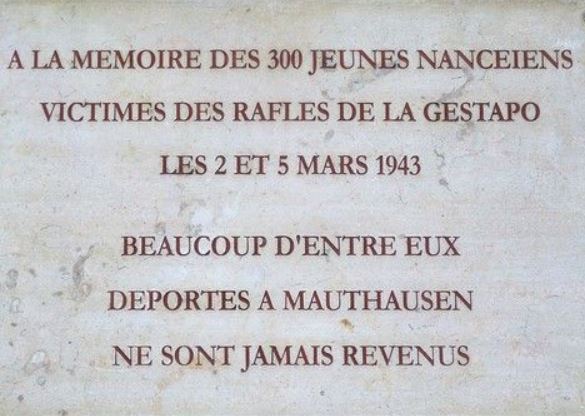 A LA MEMOIRE DES 300 JEUNES NANCEIENS
VICTIMES DES RAFLES DE LA GESTAPO
LES 2 ET 5 MARS 1943
BEAUCOUP D'ENTRE EUX
DEPORTES A MAUTHAUSEN
NE SONT JAMAIS REVENUS